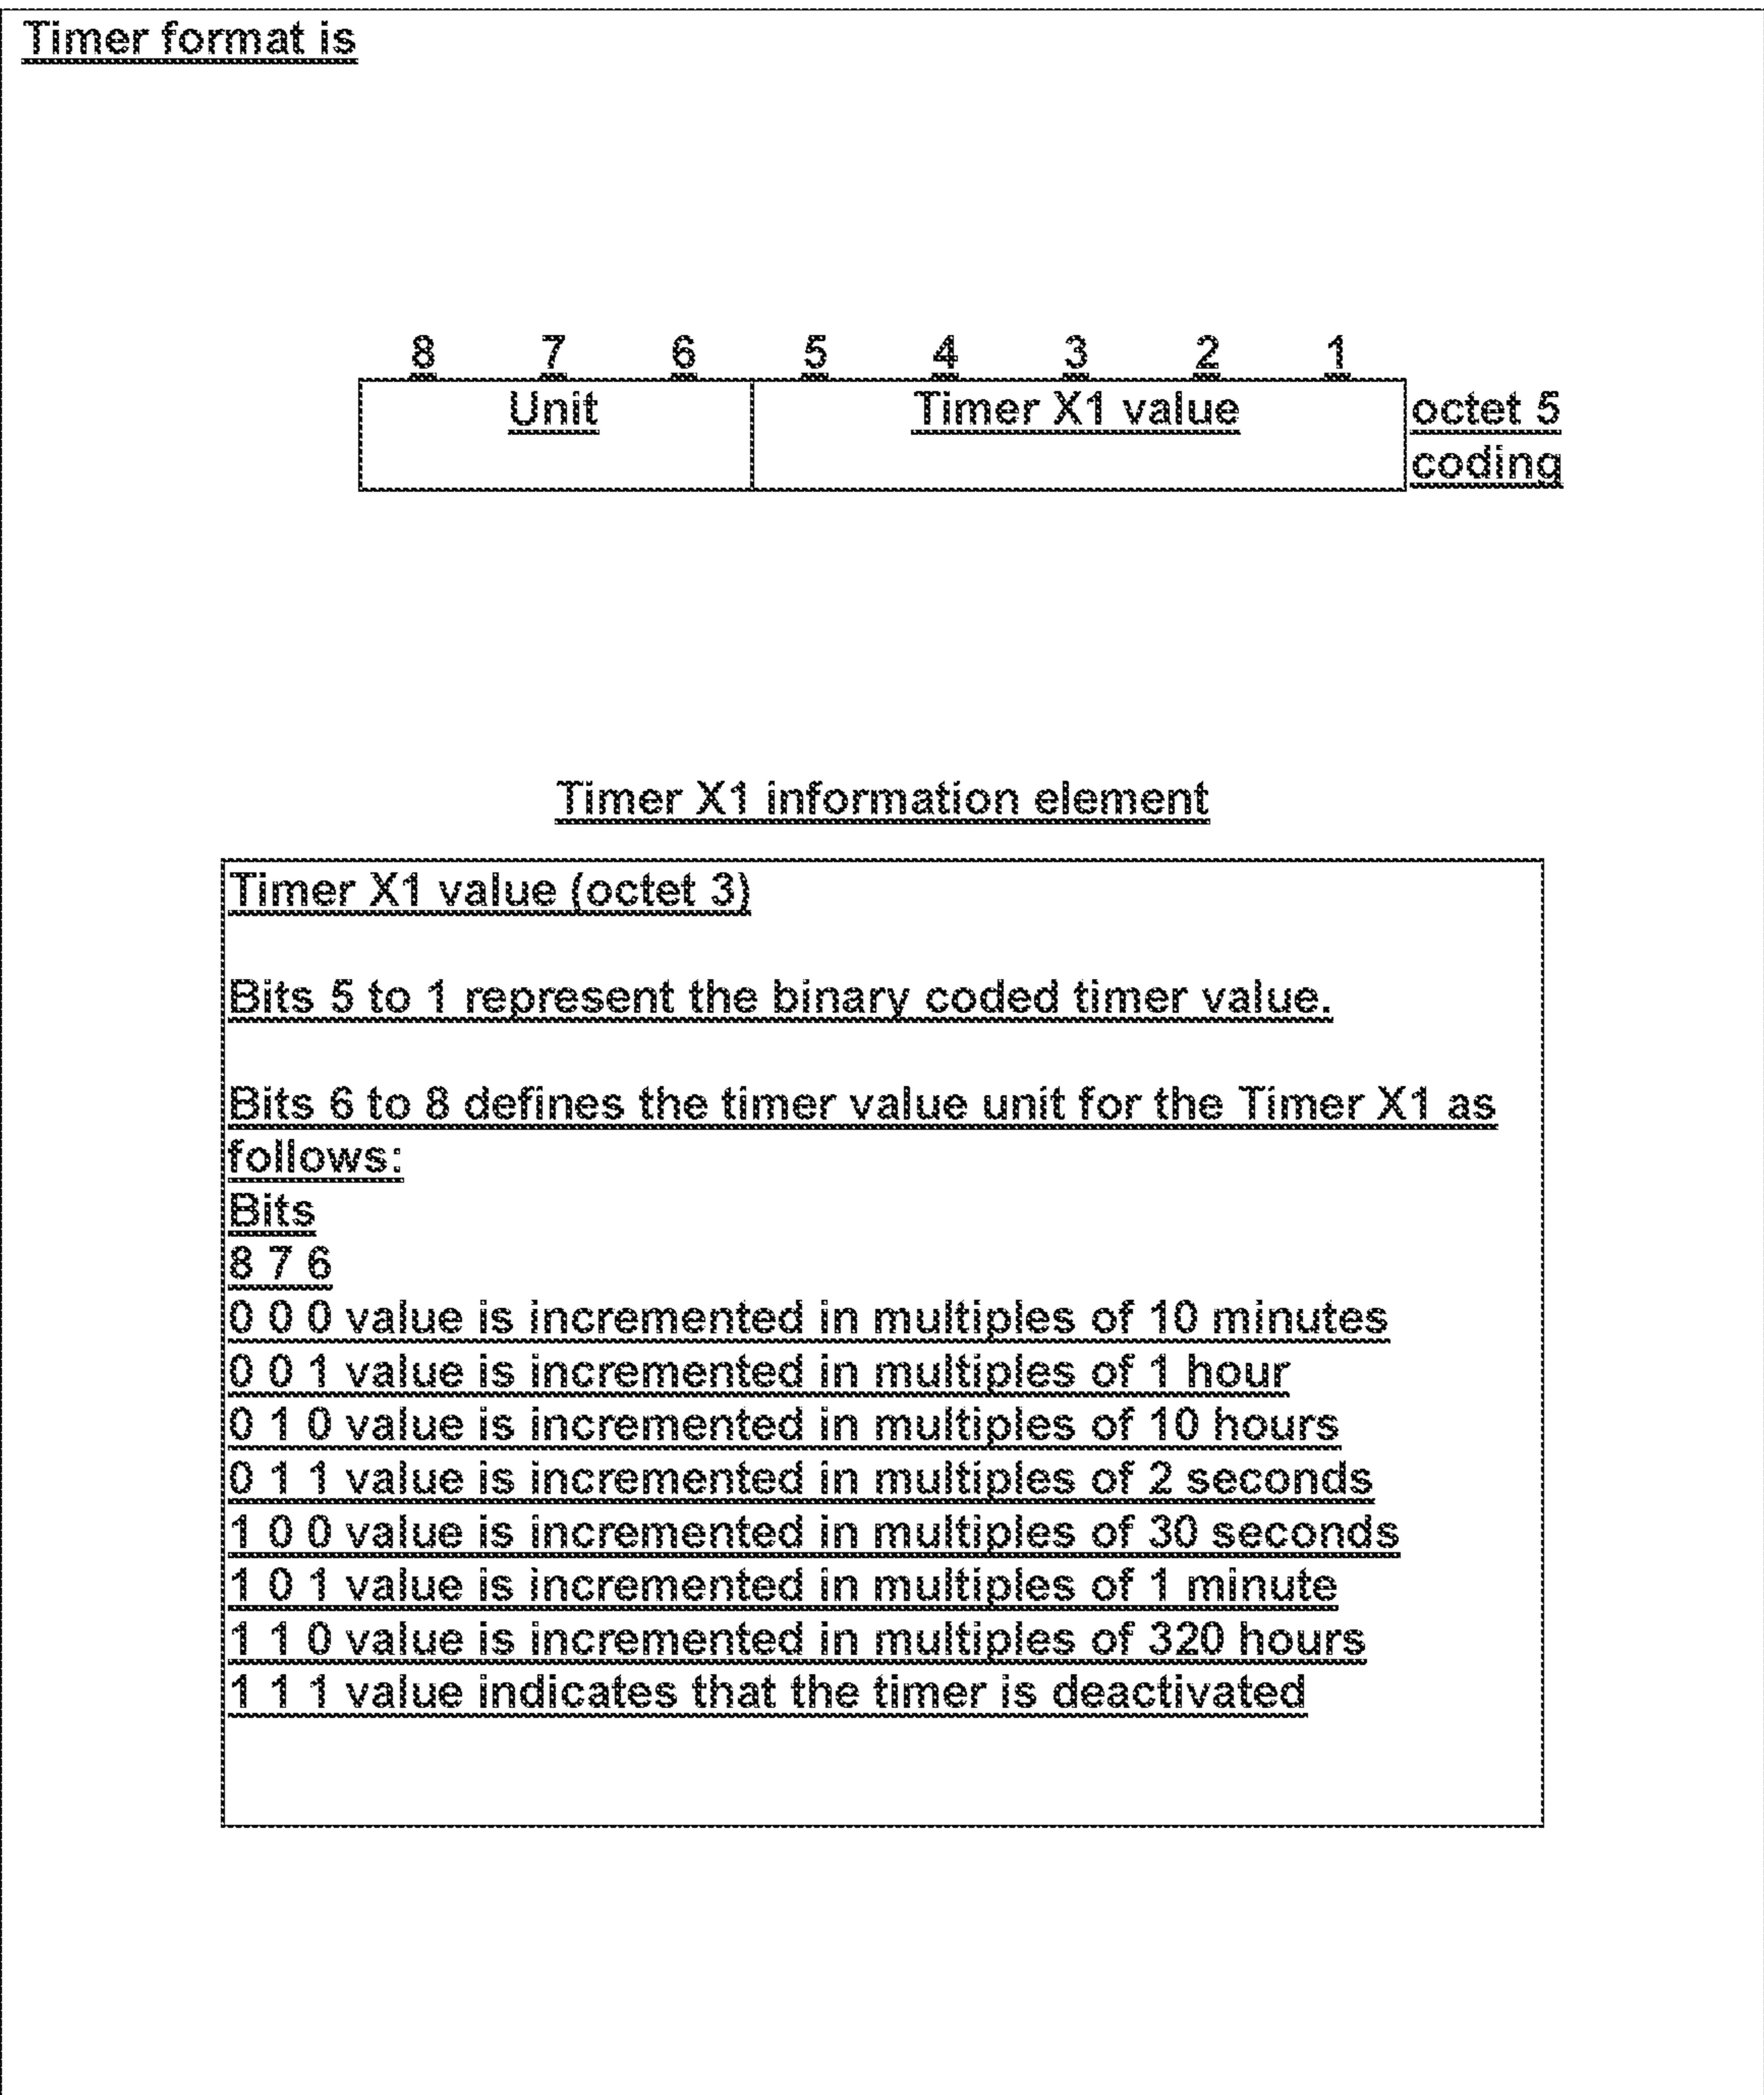 Timer format is
8 7 6 5 4 3 2 1
Unit Timer X1 value octet 5
coding
Timer X1 information element
Timer X1 value (octet 3)
Bits 5 to 1 represent the binary coded timer value.
Bits 6 to 8 defines the timer value unit for the Timer X1 as
follows:
Bits
8 7 6
0 0 0 value is incremented in multiples of 10 minutes
0 0 1 value is incremented in multiples of 1 hour
0 1 0 value is incremented in multiples of 10 hours
0 1 1 value is incremented in multiples of 2 seconds
1 0 0 value is incremented in multiples of 30 seconds
1 0 1 value is incremented in multiples of 1 minute
1 1 0 value is incremented in multiples of 320 hours
1 1 1 value indicates that the timer is deactivated